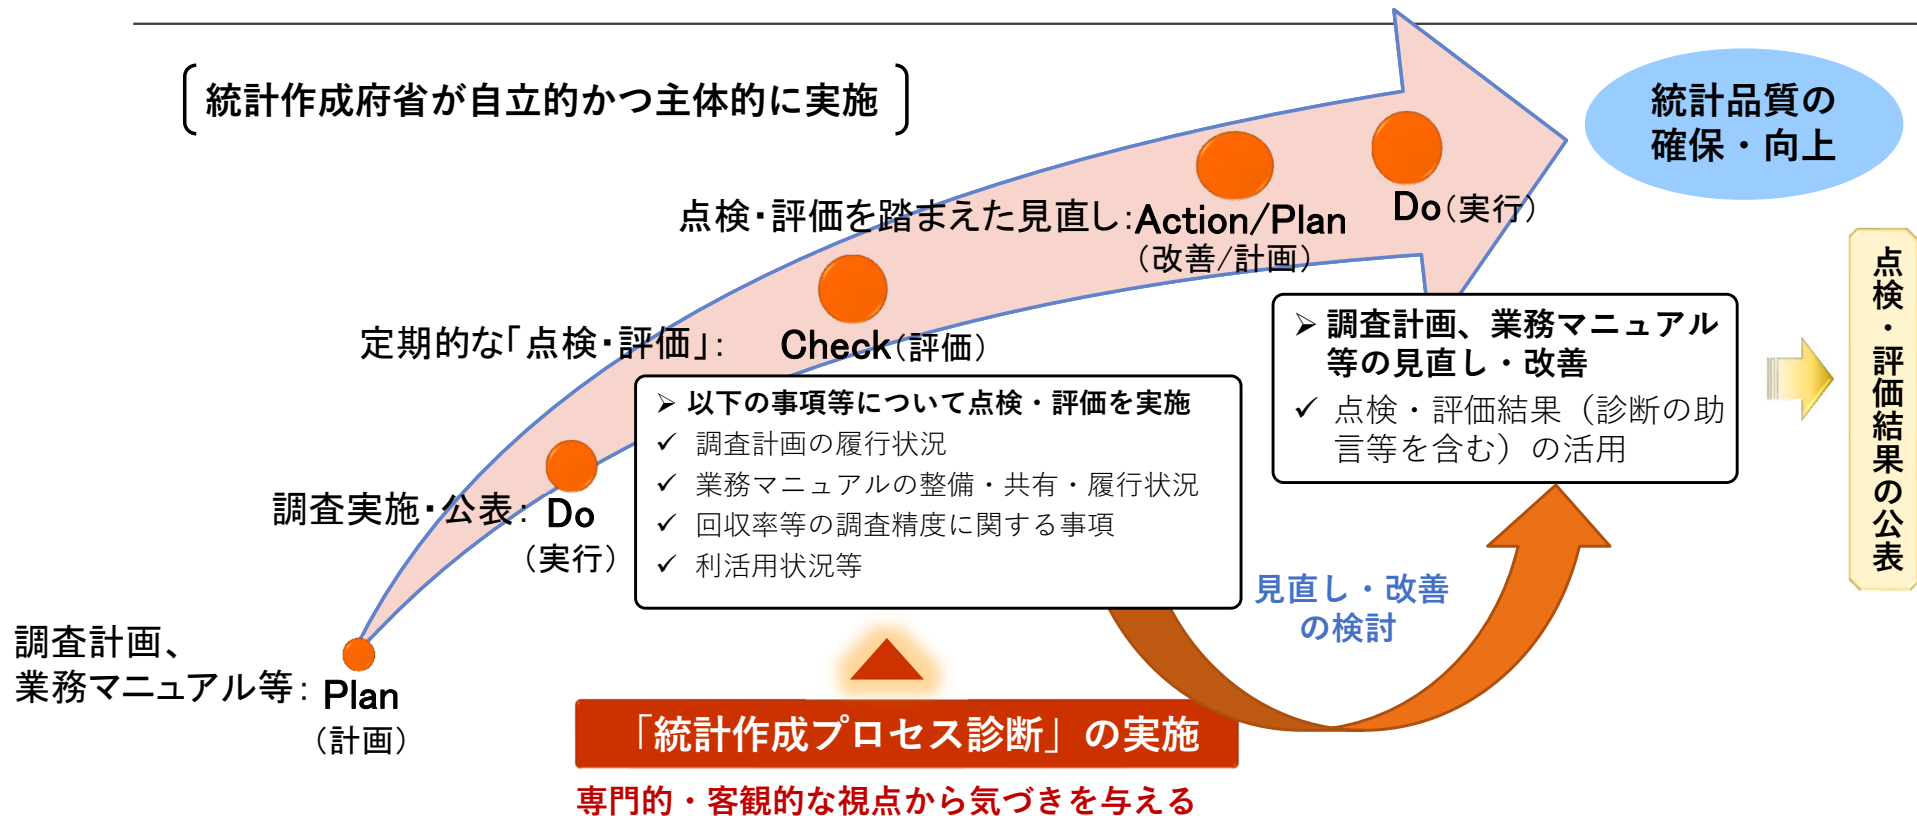 統計作成府省が自立的かつ主体的に実施
統計品質の
確保・向上
Do(実行)
点検・評価を踏まえた見直し:Action/Plan
(改善/計画)
定期的な「点検・評価」: Check(評価)
調査実施・公表: Do
(実行)
調査計画、
業務マニュアル等: Plan
(計画)
➢ 以下の事項等について点検・評価を実施
✓ 調査計画の履行状況
✓ 業務マニュアルの整備・共有・履行状況
✓ 回収率等の調査精度に関する事項
✓ 利活用状況等
➢ 調査計画、業務マニュアル
等の見直し・改善
✓ 点検・評価結果（診断の助
言等を含む）の活用
点検・評価結果の公表
見直し・改善
の検討
「統計作成プロセス診断」の実施
専門的・客観的な視点から気づきを与える